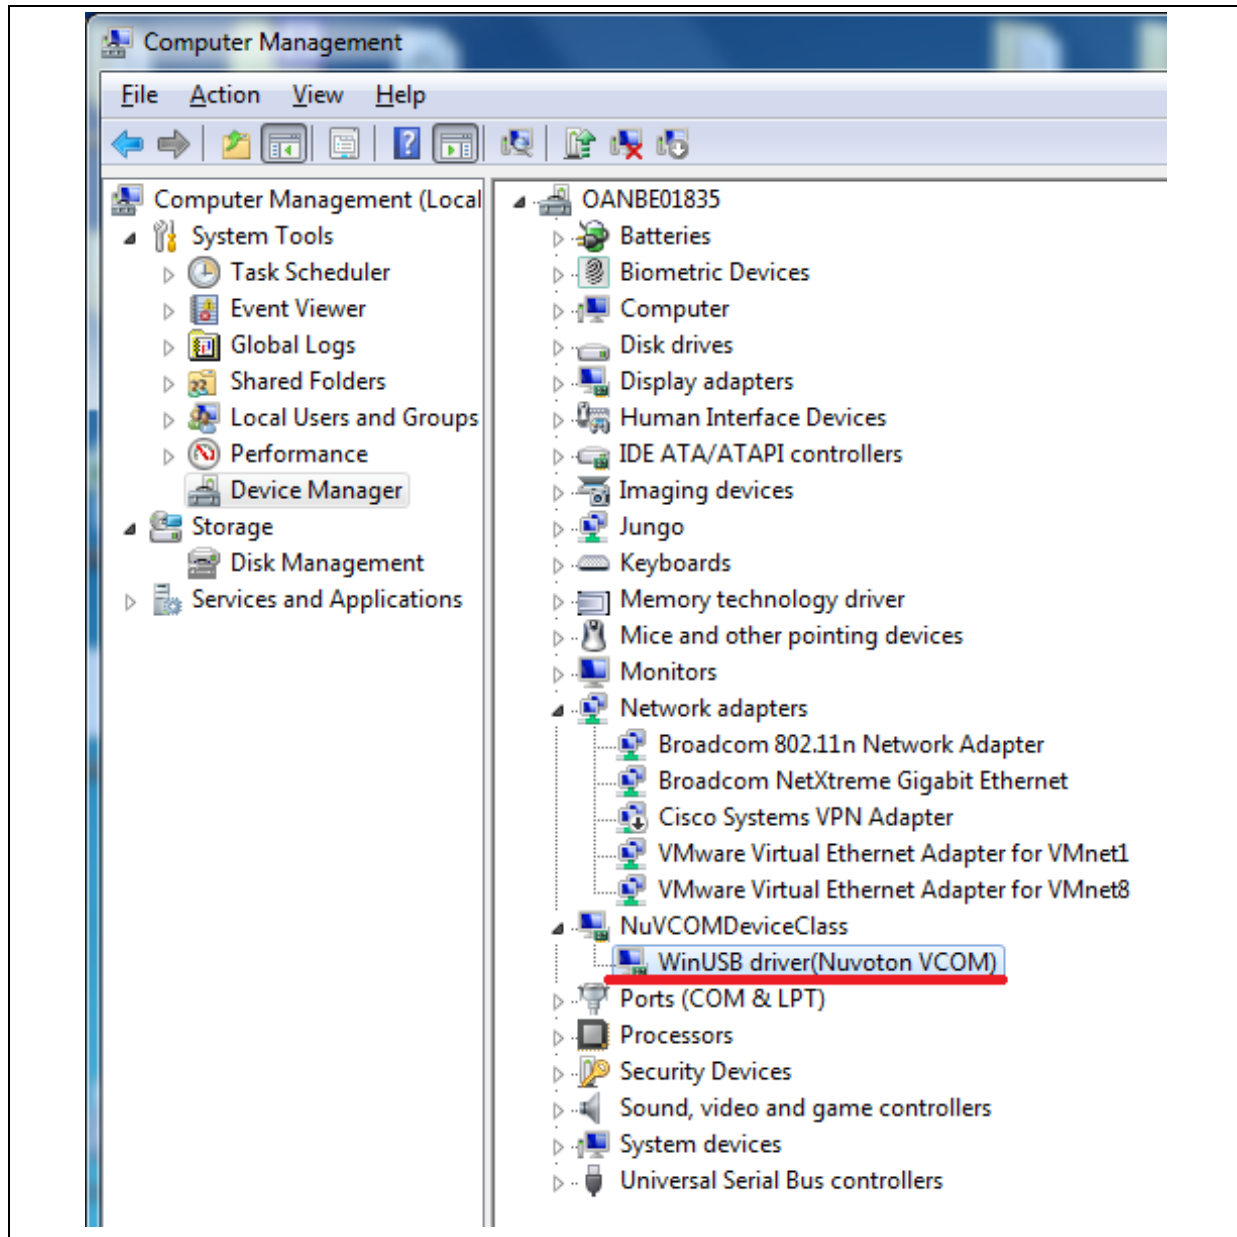 Computer Management
File Action View Help
Computer Management (Local
System Tools
Task Scheduler
Event Viewer
Global Logs
Shared Folders
Local Users and Groups
Performance
Device Manager
Storage
Disk Management
Services and Applications
OANBE01835
Batteries
Biometric Devices
Computer
Disk drives
Display adapters
Human Interface Devices
IDE ATA/ATAPI controllers
Imaging devices
Jungo
Keyboards
Memory technology driver
Mice and other pointing devices
Monitors
Network adapters
Broadcom 802.11n Network Adapter
Broadcom NetXtreme Gigabit Ethernet
Cisco Systems VPN Adapter
VMware Virtual Ethernet Adapter for VMnet1
VMware Virtual Ethernet Adapter for VMnet8
NuVCOMDeviceClass
WinUSB driver(Nuvoton VCOM)
Ports (COM & LPT)
Processors
Security Devices
Sound, video and game controllers
System devices
Universal Serial Bus controllers